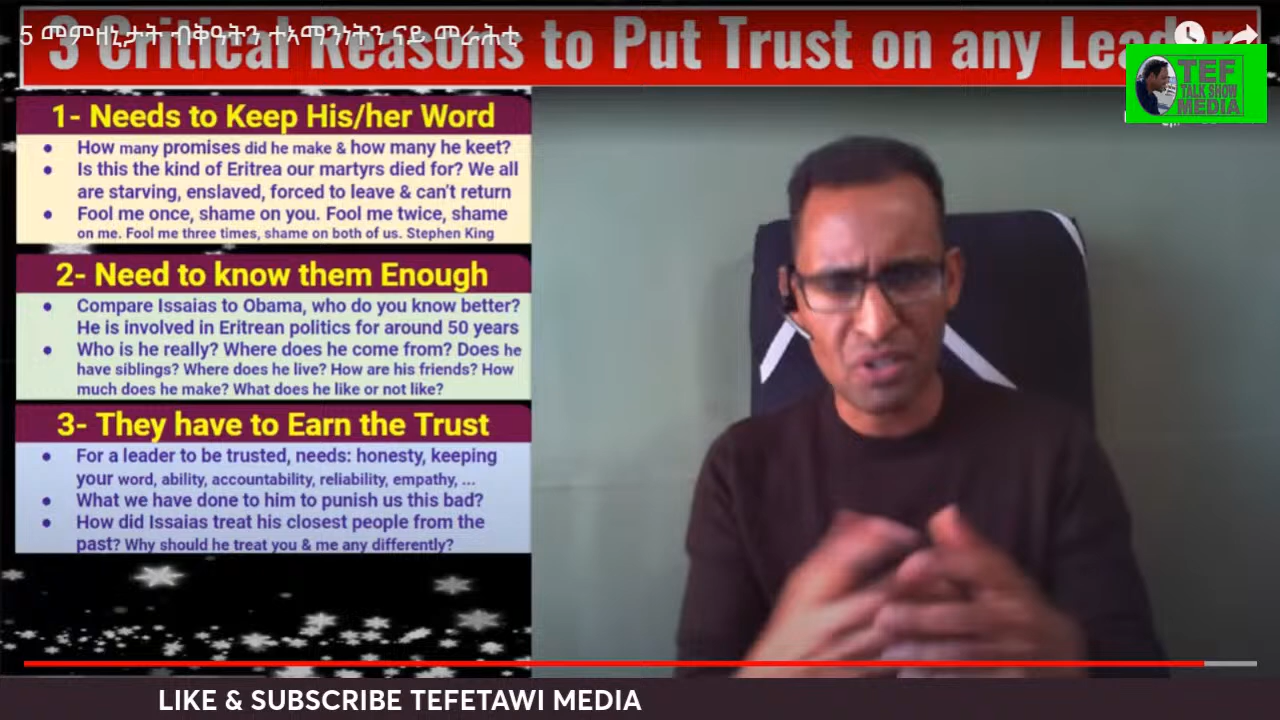 5 መምዘኒታት ብቅዓትን ተኣማንነትን ናይ መራሕቲ
3 Critical Reasons to Put Trust on any Leader
TEF
TALK SHOW
MEDIA
1- Needs to Keep His/her Word
• How many promises did he make & how many he keet?
• Is this the kind of Eritrea our martyrs died for? We all
are starving, enslaved, forced to leave & can't return
• Fool me once, shame on you. Fool me twice, shame
on me. Fool me three times, shame on both of us. Stephen King
2- Need to know them Enough
• Compare Issaias to Obama, who do you know better?
He is involved in Eritrean politics for around 50 years
• Who is he really? Where does he come from? Does he
have siblings? Where does he live? How are his friends? How
much does he make? What does he like or not like?
3- They have to Earn the Trust
• For a leader to be trusted, needs: honesty, keeping
your word, ability, accountability, reliability, empathy, ...
• What we have done to him to punish us this bad?
• How did Issaias treat his closest people from the
past? Why should he treat you & me any differently?
LIKE & SUBSCRIBE TEFETAWI MEDIA